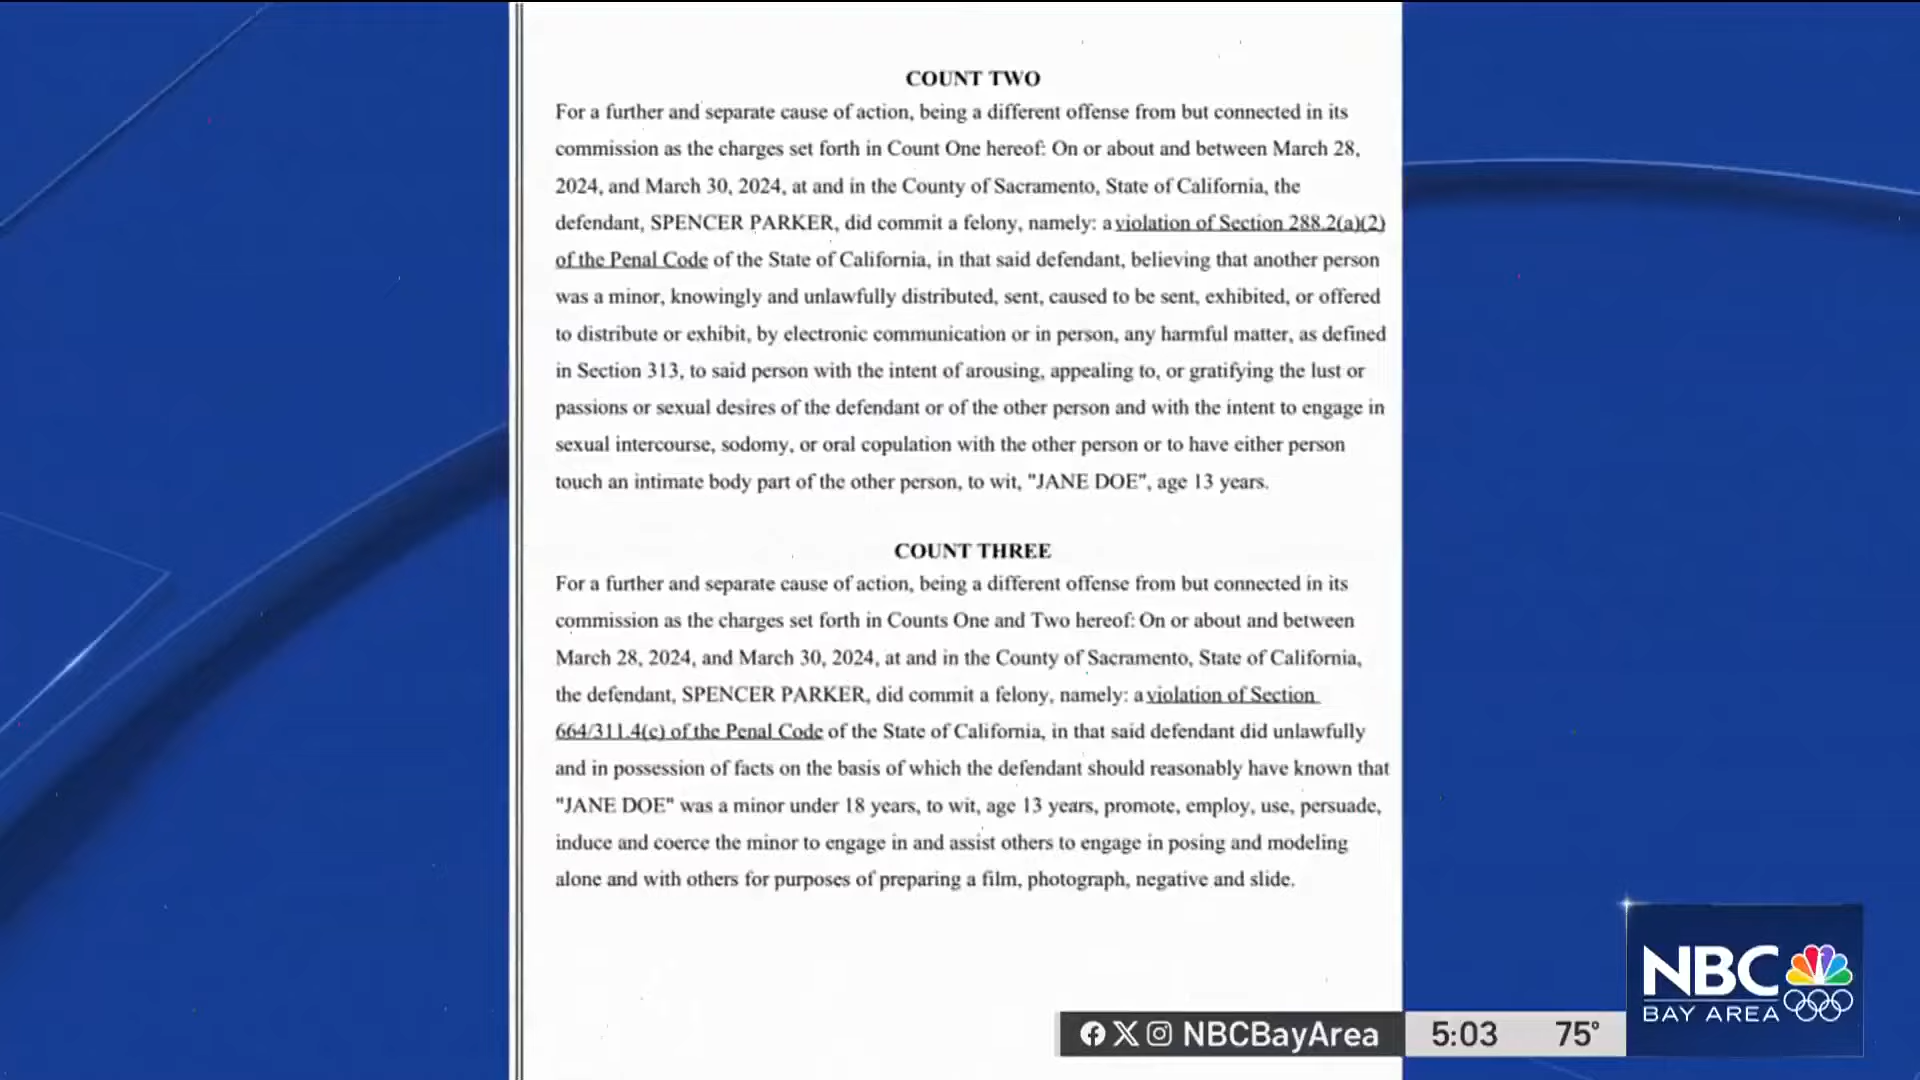 COUNT TWO
For a further and separate cause of action, being a different offense from but connected in its
commission as the charges set forth in Count One hereof: On or about and between March 28,
2024, and March 30, 2024, at and in the County of Sacramento, State of California, the
defendant, SPENCER PARKER, did commit a felony, namely: a violation of Section 288.2(a)(2)
of the Penal Code of the State of California, in that said defendant, believing that another person
was a minor, knowingly and unlawfully distributed, sent, caused to be sent, exhibited, or offered
to distribute or exhibit, by electronic communication or in person, any harmful matter, as defined
in Section 313, to said person with the intent of arousing, appealing to, or gratifying the lust or
passions or sexual desires of the defendant or of the other person and with the intent to engage in
sexual intercourse, sodomy, or oral copulation with the other person or to have either person
touch an intimate body part of the other person, to wit, "JANE DOE", age 13 years.
COUNT THREE
For a further and separate cause of action, being a different offense from but connected in its
commission as the charges set forth in Counts One and Two hereof: On or about and between
March 28, 2024, and March 30, 2024, at and in the County of Sacramento, State of California,
the defendant, SPENCER PARKER, did commit a felony, namely: a violation of Section
664/311.4(c) of the Penal Code of the State of California, in that said defendant did unlawfully
and in possession of facts on the basis of which the defendant should reasonably have known that
"JANE DOE" was a minor under 18 years, to wit, age 13 years, promote, employ, use, persuade,
induce and coerce the minor to engage in and assist others to engage in posing and modeling
alone and with others for purposes of preparing a film, photograph, negative and slide.
NBC
BAY AREA
NBCBayArea 5:03 75°